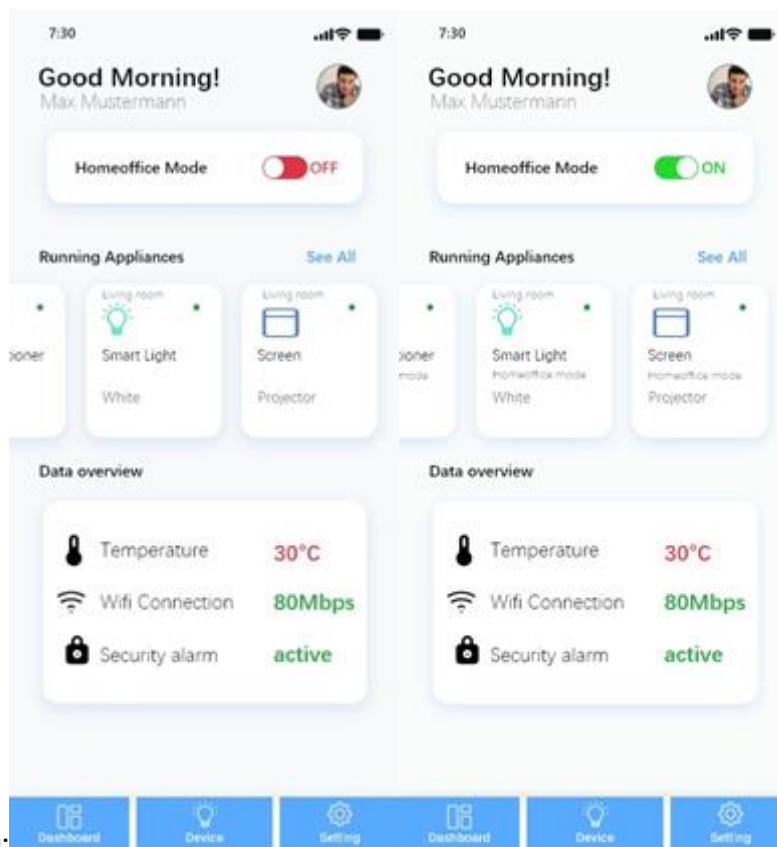 7:30
Good Morning!
Max Mustermann
Homeoffice Mode OFF
Running Appliances See All
Living room Living room
ioner Smart Light Screen
White Projector
Data overview
Temperature 30°C
Wifi Connection 80Mbps
Security alarm active
Dashboard Device Setting
7:30
Good Morning!
Max Mustermann
Homeoffice Mode ON
Running Appliances See All
Living room Living room
ioner Smart Light Screen
mode Homeoffice mode Homeoffice mode
White Projector
Data overview
Temperature 30°C
Wifi Connection 80Mbps
Security alarm active
Dashboard Device Setting